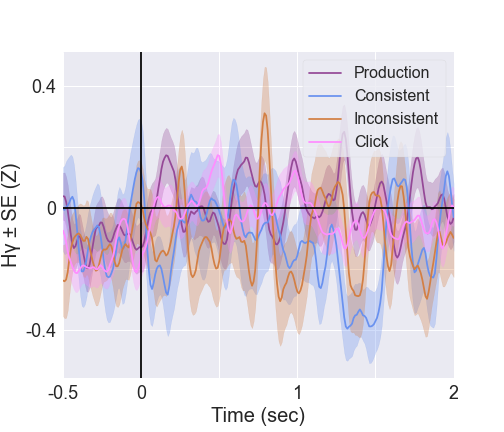 Production
Consistent
Inconsistent
Click
0.4
0
-0.4
Hγ ± SE (Z)
-0.5 0 1 2
Time (sec)